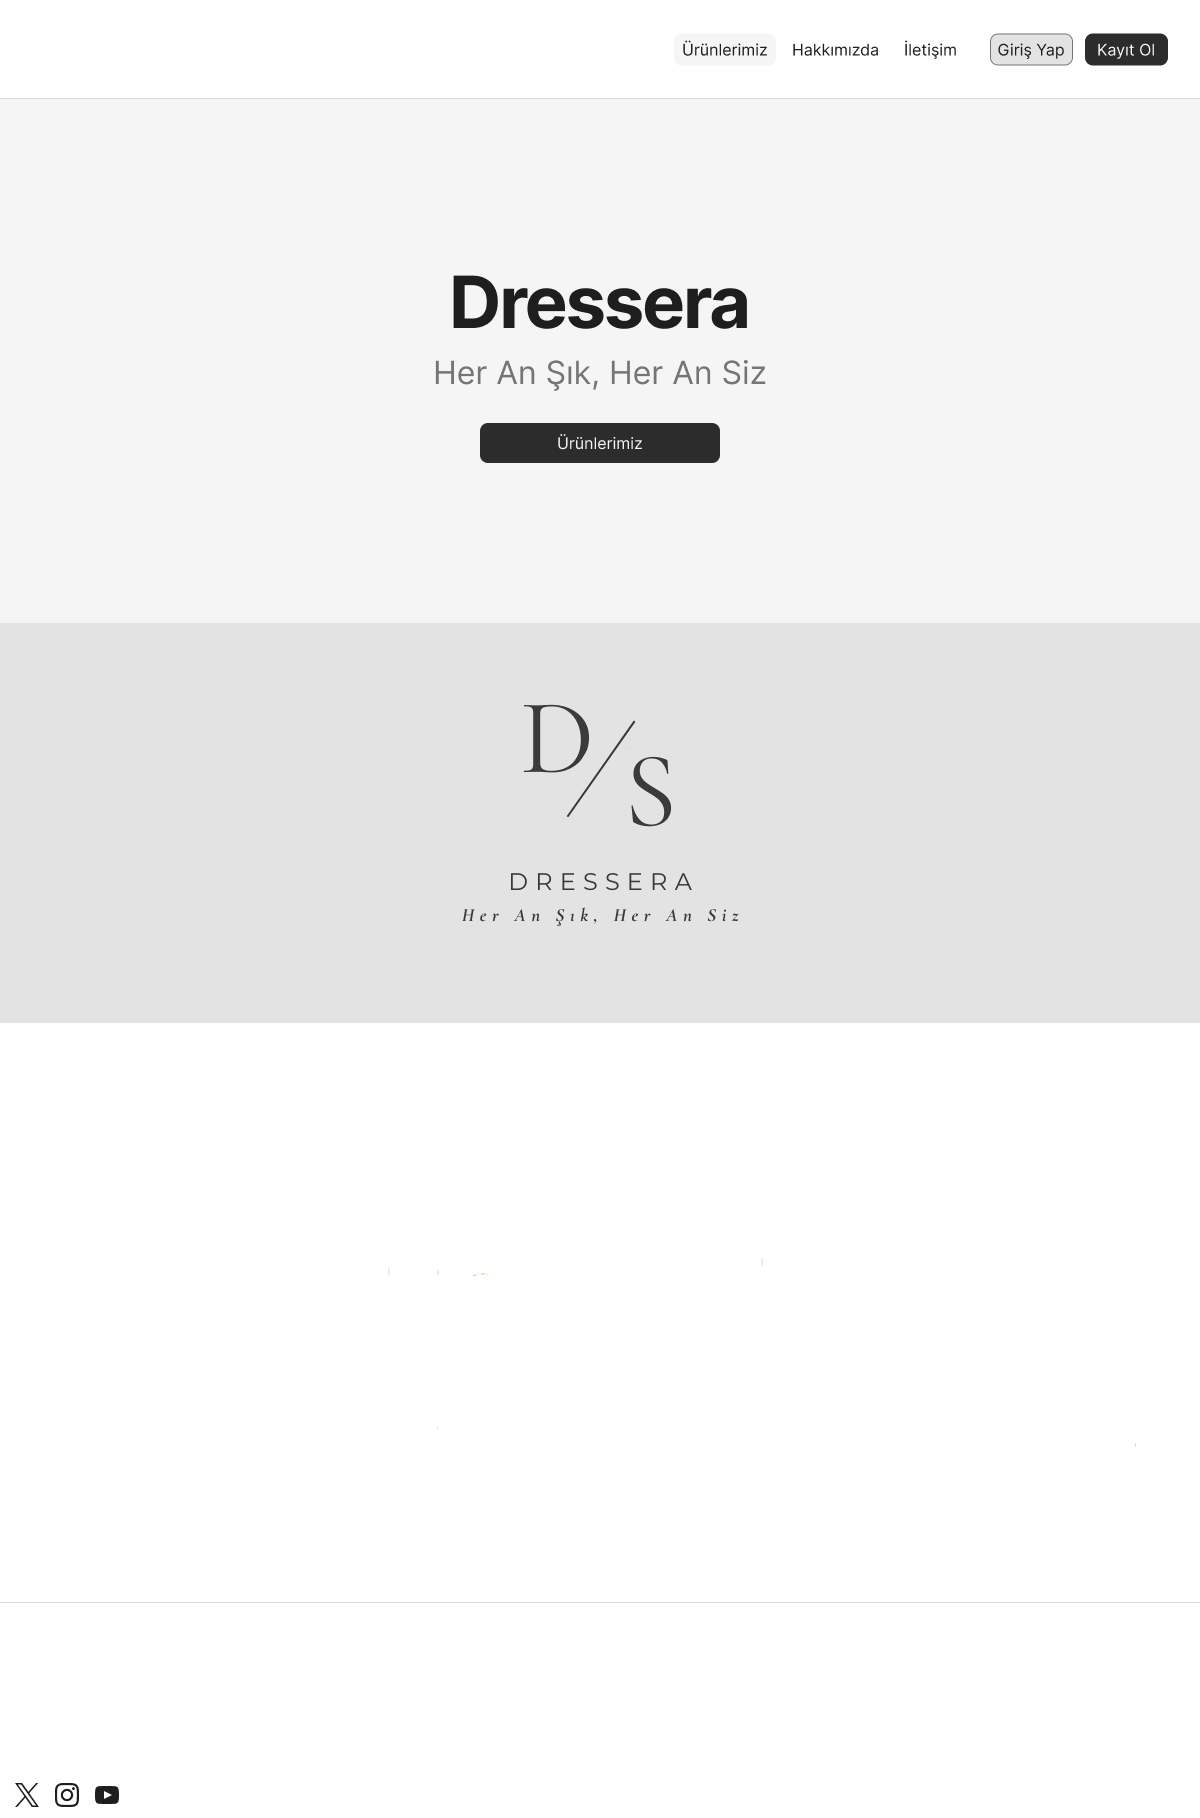 Ürünlerimiz Hakkımızda İletişim Giriş Yap Kayıt Ol
Dressera
Her An Şık, Her An Siz
Ürünlerimiz
D/S
DRESSERA
Her An Şık, Her An Siz